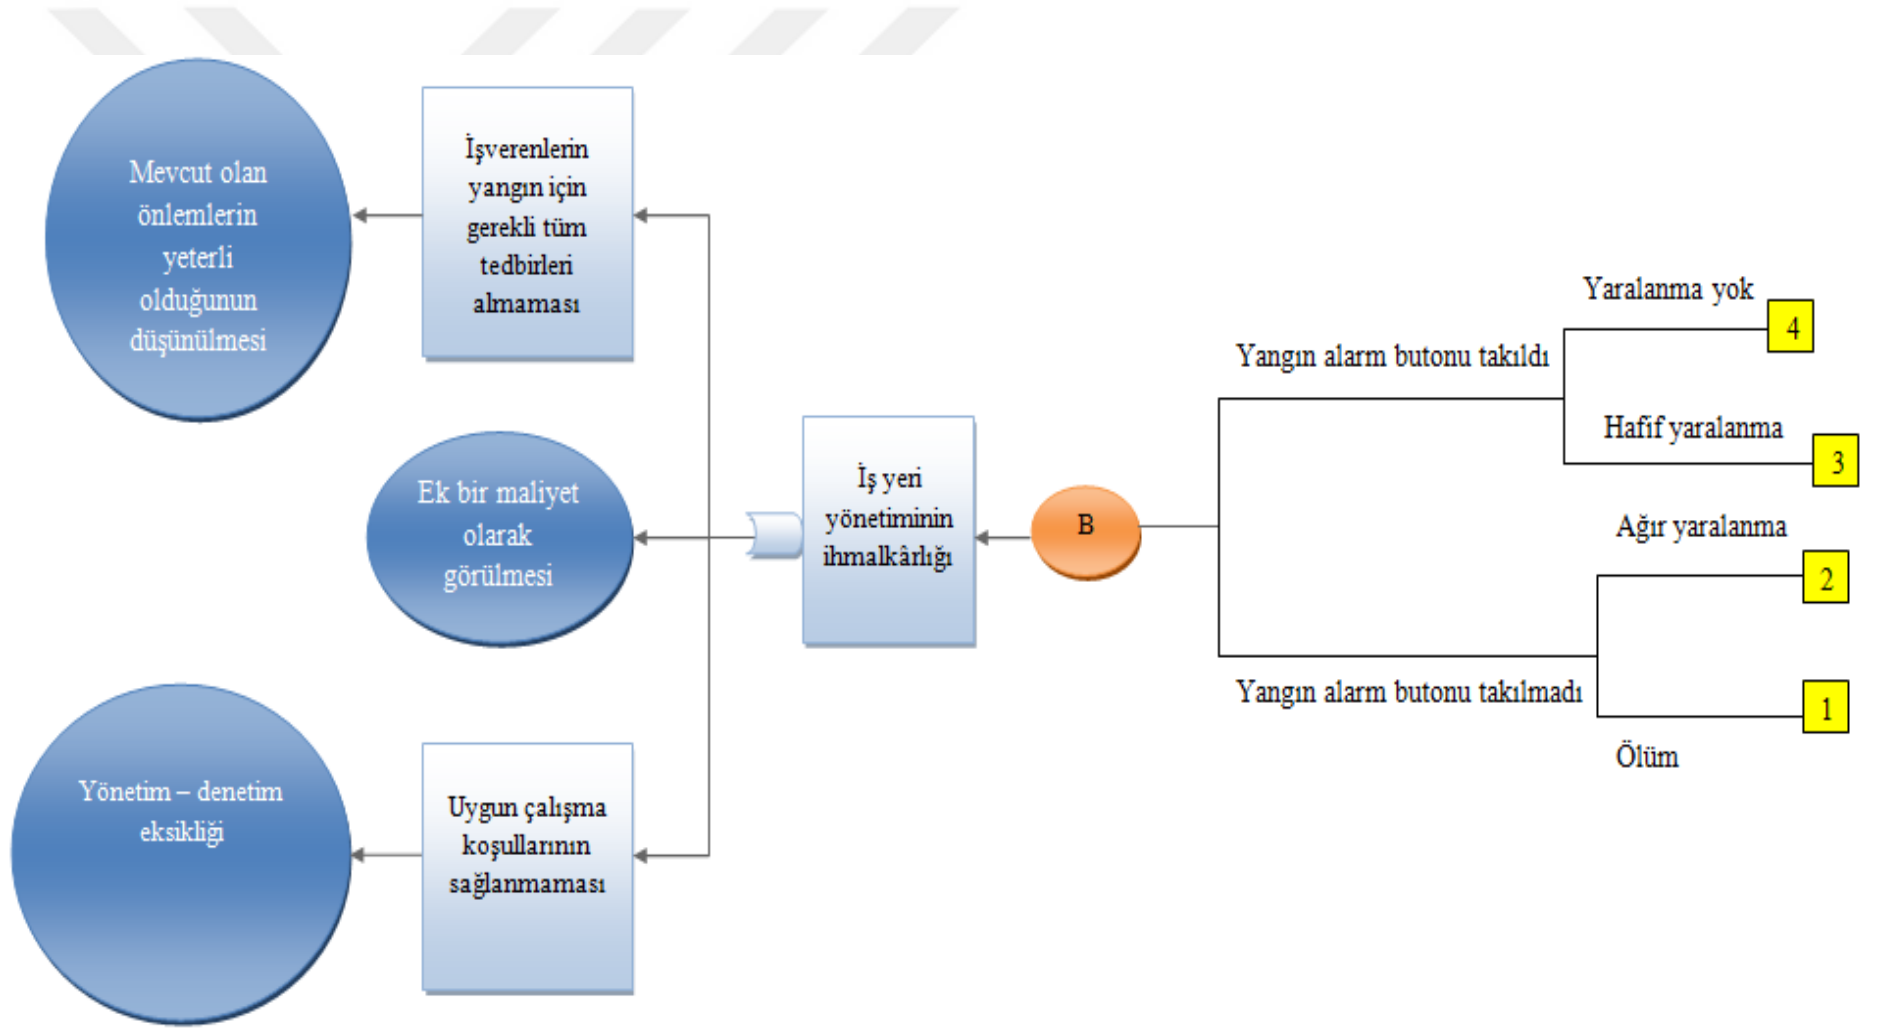 Mevcut olan
önlemlerin
yeterli
olduğunun
düşünülmesi
İşverenlerin
yangın için
gerekli tüm
tedbirleri
almaması
Ek bir maliyet
olarak
görülmesi
Yönetim – denetim
eksikliği
Uygun çalışma
koşullarının
sağlanmaması
İş yeri
yönetiminin
ihmalkârlığı
B
Yangın alarm butonu takıldı
Yaralanma yok
4
Hafif yaralanma
3
Yangın alarm butonu takılmadı
Ağır yaralanma
2
1
Ölüm